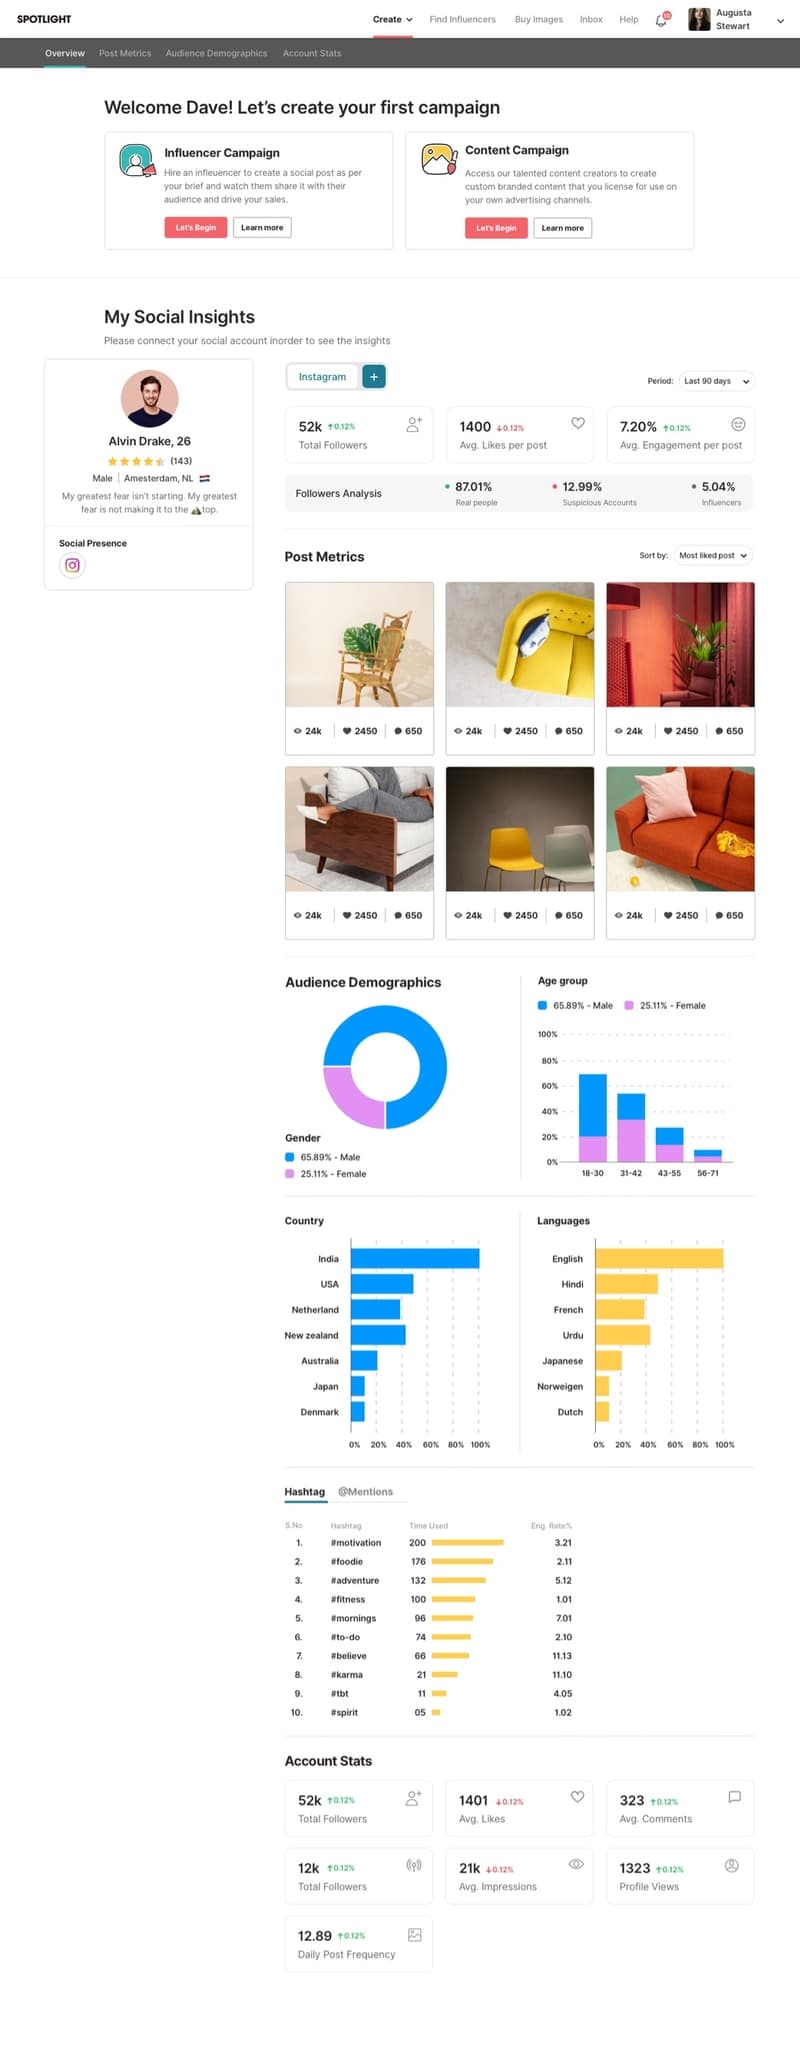 SPOTLIGHT
Create
Find Influencers
Buy Images
Inbox
Help
Augusta
Stewart
Overview
Post Metrics
Audience Demographics
Account Stats
Welcome Dave! Let's create your first campaign
Influencer Campaign
Hire an infleuencer to create a social post as per
your brief and watch them share it with their
audience and drive your sales.
Let's Begin
Learn more
Content Campaign
Access our talented content creators to create
custom branded content that you license for use on
your own advertising channels.
Let's Begin
Learn more
My Social Insights
Please connect your social account inorder to see the insights
Alvin Drake, 26
(143)
Male | Amesterdam, NL
My greatest fear isn't starting. My greatest
fear is not making it to the top.
Social Presence
Instagram
+
Period:
Last 90 days
52k 0.12%
Total Followers
1400 0.12%
Avg. Likes per post
7.20% 0.12%
Avg. Engagement per post
Followers Analysis
87.01%
Real people
12.99%
Suspicious Accounts
5.04%
Influencers
Post Metrics
Sort by:
Most liked post
24k 2450 650
24k 2450 650
24k 2450 650
24k 2450 650
24k 2450 650
24k 2450 650
Audience Demographics
Gender
65.89% - Male
25.11% - Female
Age group
65.89% - Male
25.11% - Female
100%
80%
60%
40%
20%
0%
18-30 31-42 43-55 56-71
Country
India
USA
Netherland
New zealand
Australia
Japan
Denmark
0% 20% 40% 60% 80% 100%
Languages
English
Hindi
French
Urdu
Japanese
Norweigen
Dutch
0% 20% 40% 60% 80% 100%
Hashtag
@Mentions
S.No Hashtag Time Used Eng. Rate%
1. #motivation 200 3.21
2. #foodie 176 2.11
3. #adventure 132 5.12
4. #fitness 100 1.01
5. #mornings 96 7.01
6. #to-do 74 2.10
7. #believe 66 11.13
8. #karma 21 11.10
9. #tbt 11 4.05
10. #spirit 05 1.02
Account Stats
52k 0.12%
Total Followers
1401 0.12%
Avg. Likes
323 0.12%
Avg. Comments
12k 0.12%
Total Followers
21k 0.12%
Avg. Impressions
1323 0.12%
Profile Views
12.89 0.12%
Daily Post Frequency